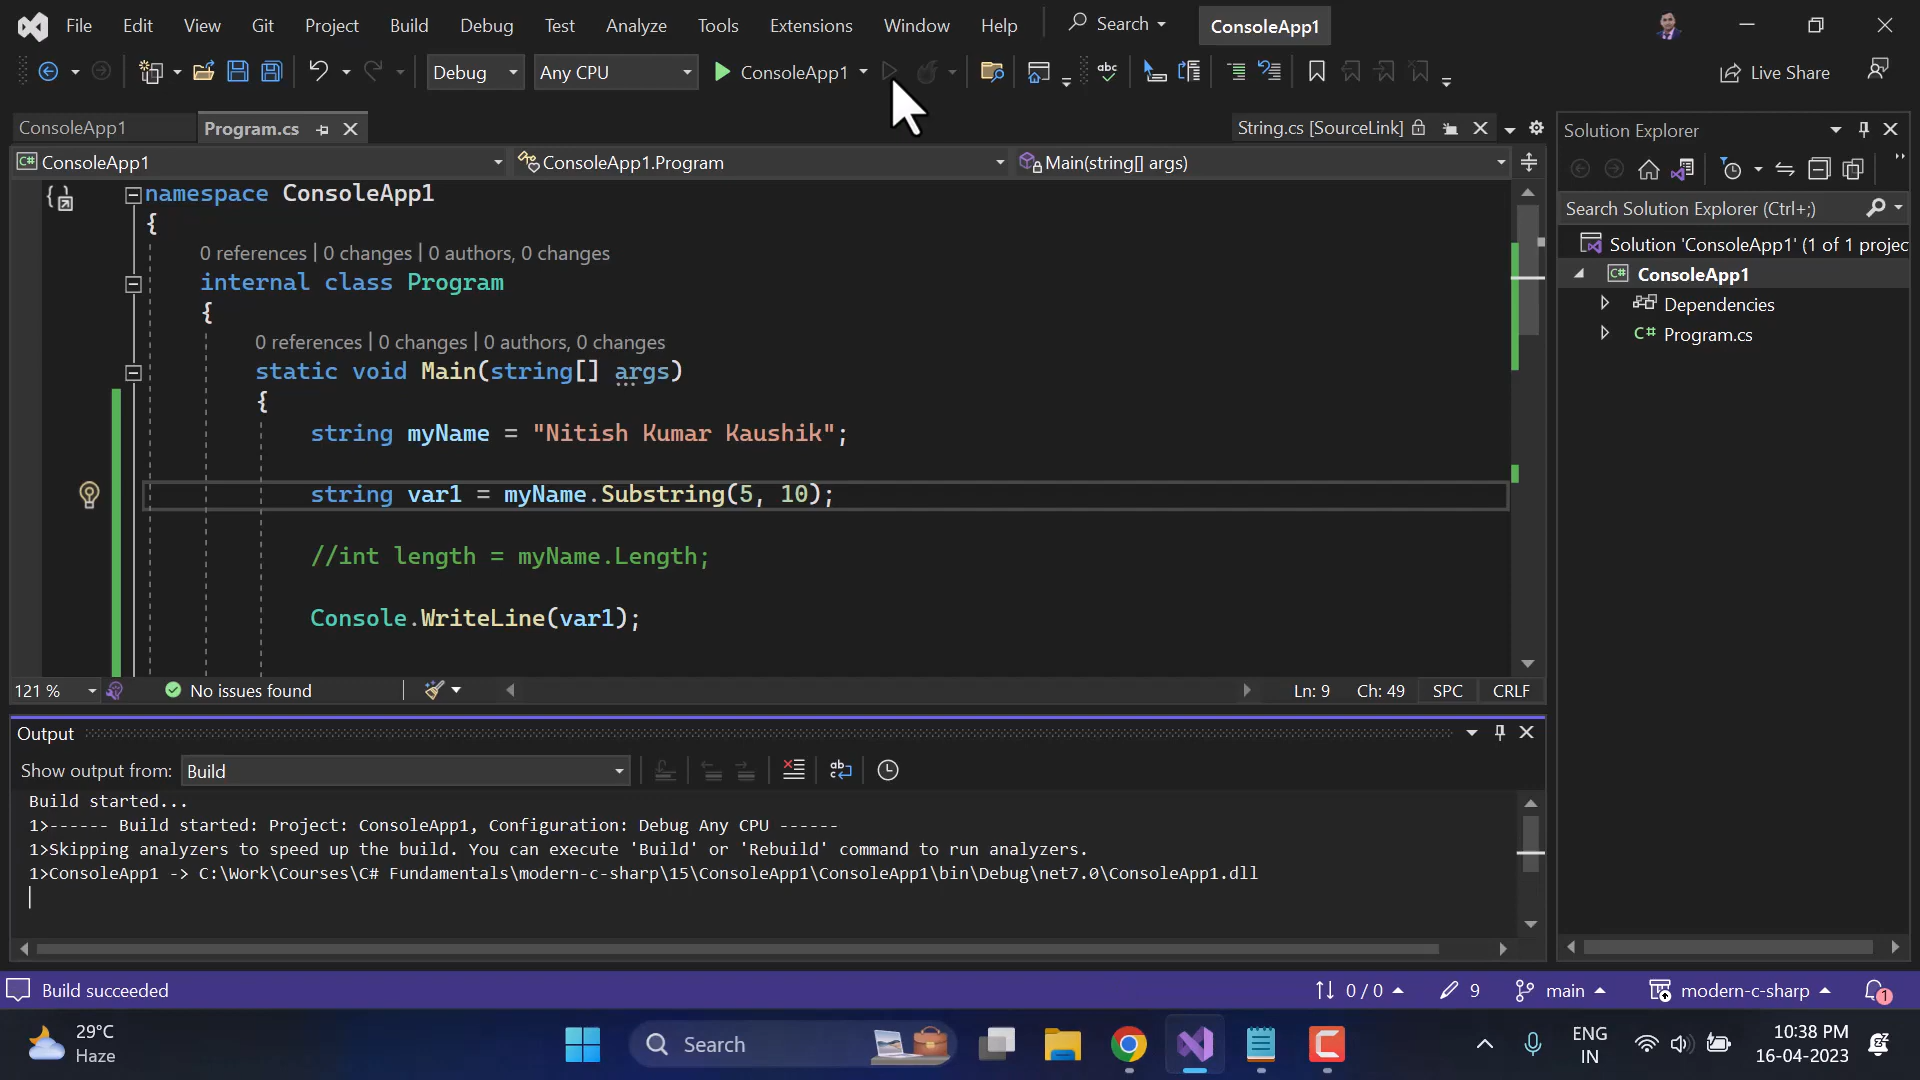 File Edit View Git Project Build Debug Test Analyze Tools Extensions Window Help Search ConsoleApp1
Debug Any CPU ConsoleApp1 Live Share
ConsoleApp1 Program.cs String.cs [SourceLink]
ConsoleApp1 ConsoleApp1.Program Main(string[] args)
namespace ConsoleApp1
{
0 references | 0 changes | 0 authors, 0 changes
internal class Program
{
0 references | 0 changes | 0 authors, 0 changes
static void Main(string[] args)
{
string myName = "Nitish Kumar Kaushik";
string var1 = myName.Substring(5, 10);
//int length = myName.Length;
Console.WriteLine(var1);
121 % No issues found Ln: 9 Ch: 49 SPC CRLF
Solution Explorer
Search Solution Explorer (Ctrl+;)
Solution 'ConsoleApp1' (1 of 1 projec
C# ConsoleApp1
Dependencies
C# Program.cs
Output
Show output from: Build
Build started...
1>------ Build started: Project: ConsoleApp1, Configuration: Debug Any CPU ------
1>Skipping analyzers to speed up the build. You can execute 'Build' or 'Rebuild' command to run analyzers.
1>ConsoleApp1 -> C:\Work\Courses\C# Fundamentals\modern-c-sharp\15\ConsoleApp1\ConsoleApp1\bin\Debug\net7.0\ConsoleApp1.dll
Build succeeded 0 / 0 9 main modern-c-sharp 1
29°C
Haze
Search
ENG
IN
10:38 PM
16-04-2023